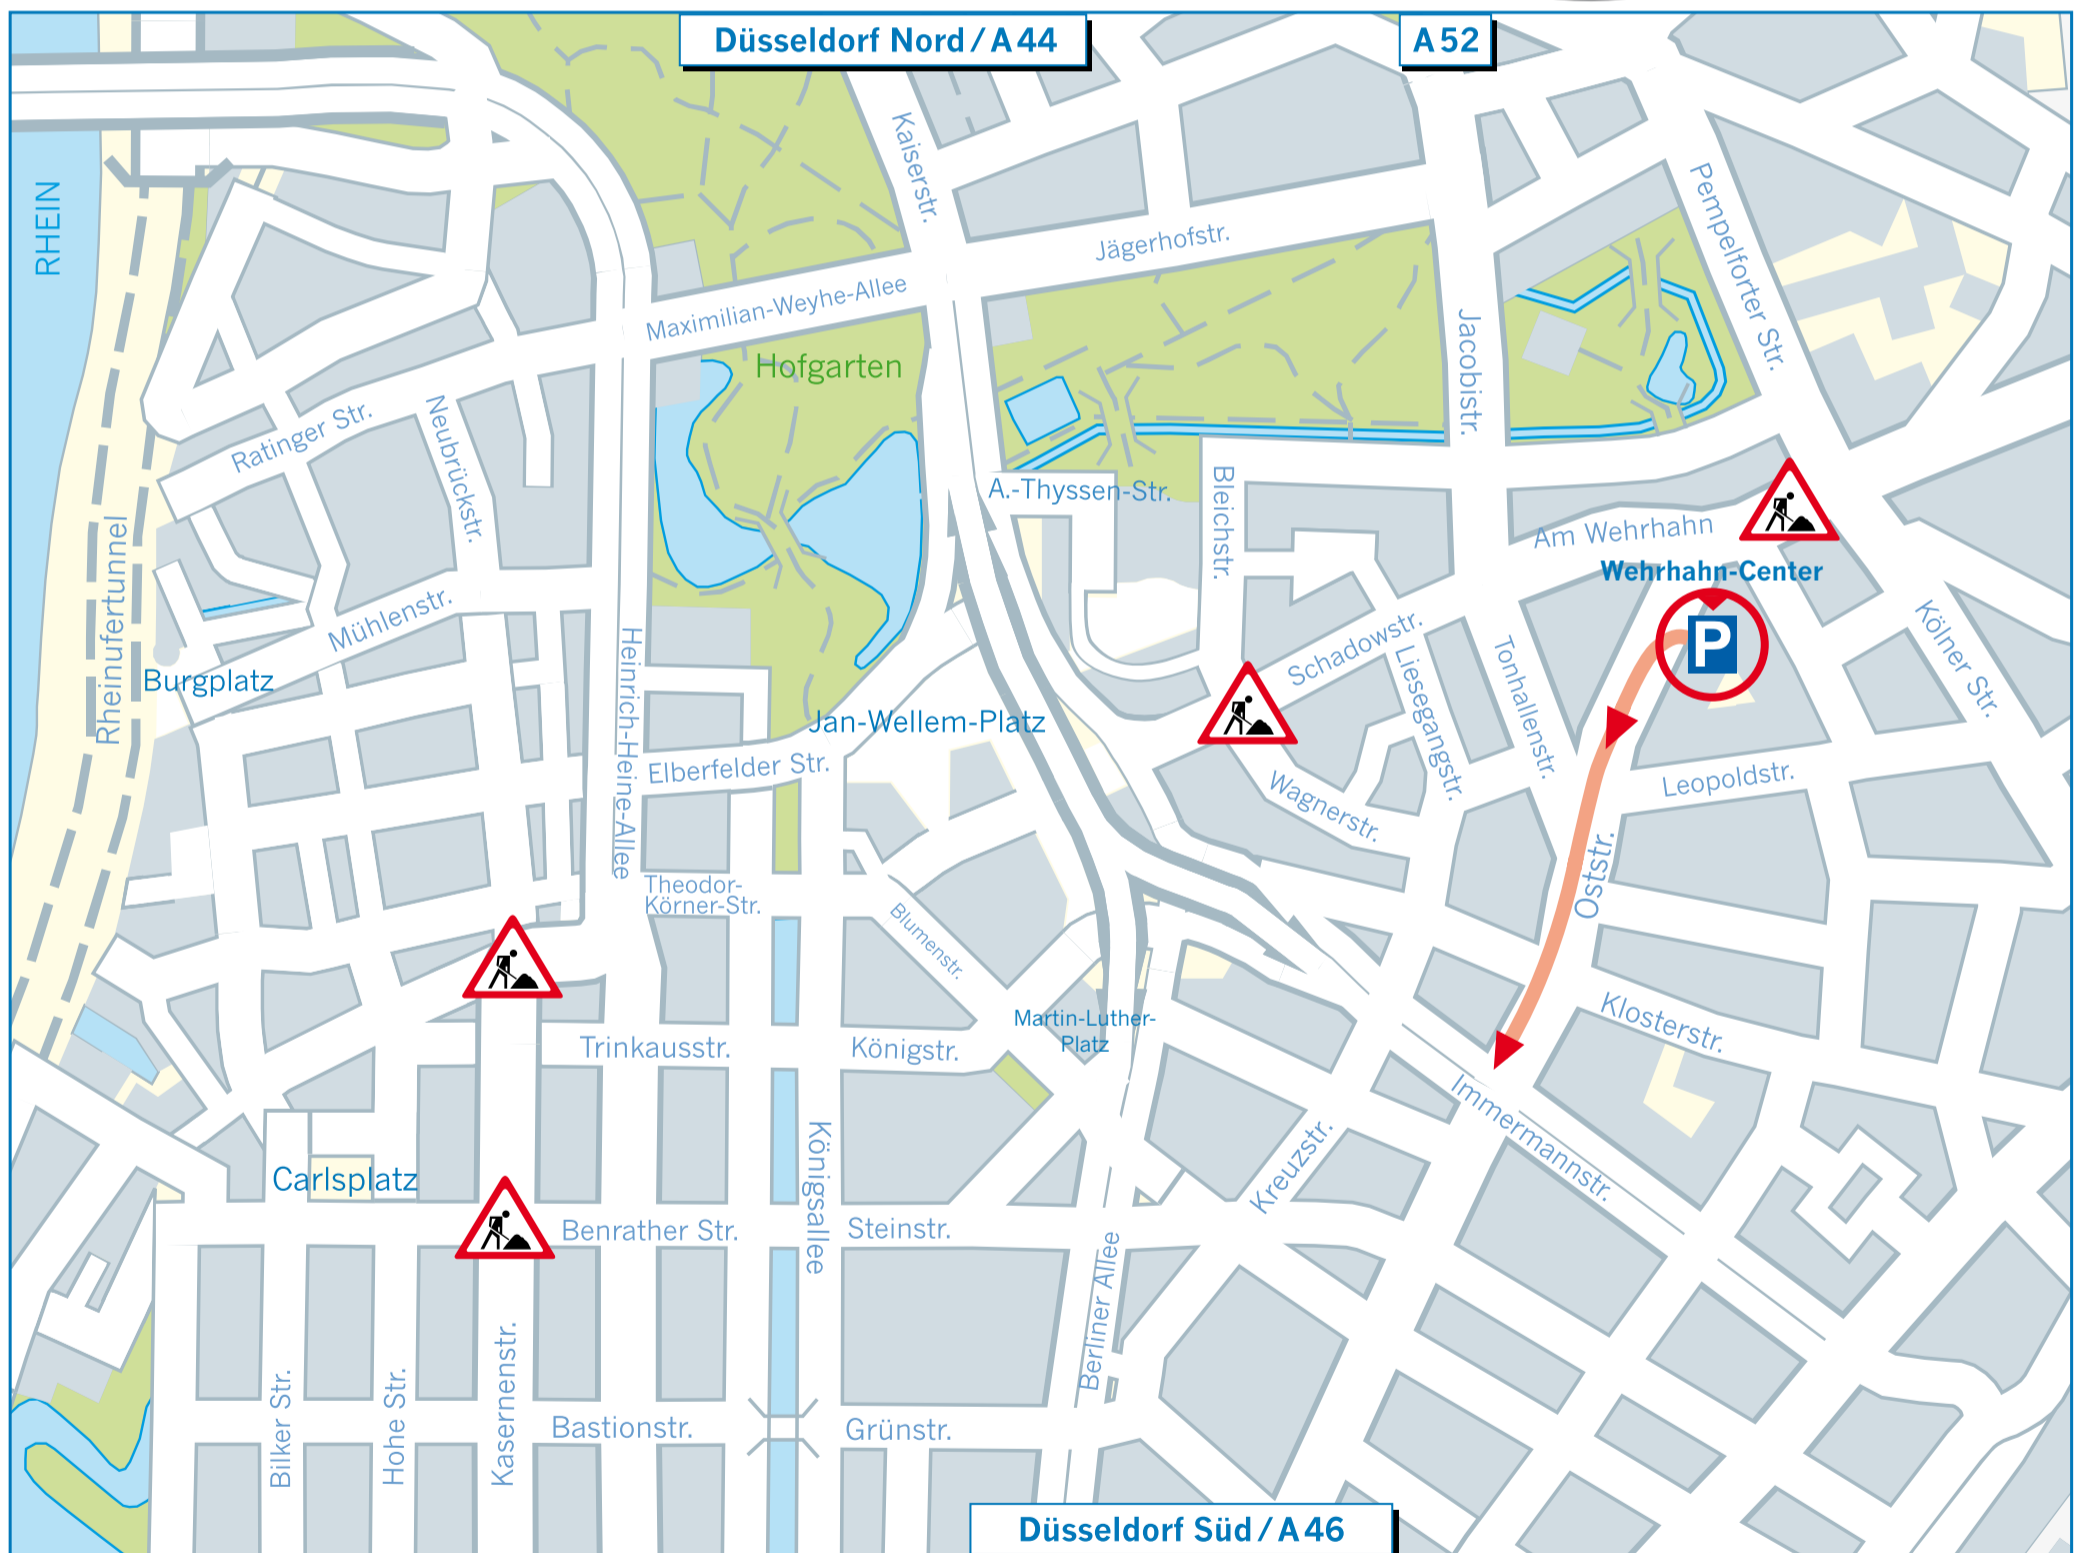 Düsseldorf Nord / A 44
A 52
RHEIN
Kaiserstr.
Pempelforter Str.
Jägerhofstr.
Maximilian-Weyhe-Allee
Jacobistr.
Hofgarten
Ratinger Str.
Neubrückstr.
A.-Thyssen-Str.
Bleichstr.
Am Wehrhahn
Wehrhahn-Center
P
Rheinufertunnel
Mühlenstr.
Burgplatz
Heinrich-Heine-Allee
Schadowstr.
Liesegangstr.
Tonhallenstr.
Kölner Str.
Jan-Wellem-Platz
Elberfelder Str.
Wagnerstr.
Leopoldstr.
Oststr.
Theodor-
Körner-Str.
Blumenstr.
Martin-Luther-
Platz
Klosterstr.
Trinkausstr.
Königstr.
Immermannstr.
Kreuzstr.
Carlsplatz
Königsallee
Benrather Str.
Steinstr.
Berliner Allee
Bilker Str.
Hohe Str.
Kasernenstr.
Bastionstr.
Grünstr.
Düsseldorf Süd / A 46